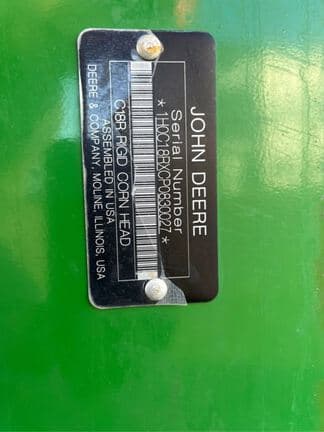 JOHN DEERE
Serial Number
*1H0C18RXCP0830027*
C18R RIGID CORN HEAD
ASSEMBLED IN USA
DEERE & COMPANY, MOLINE, ILLINOIS, USA